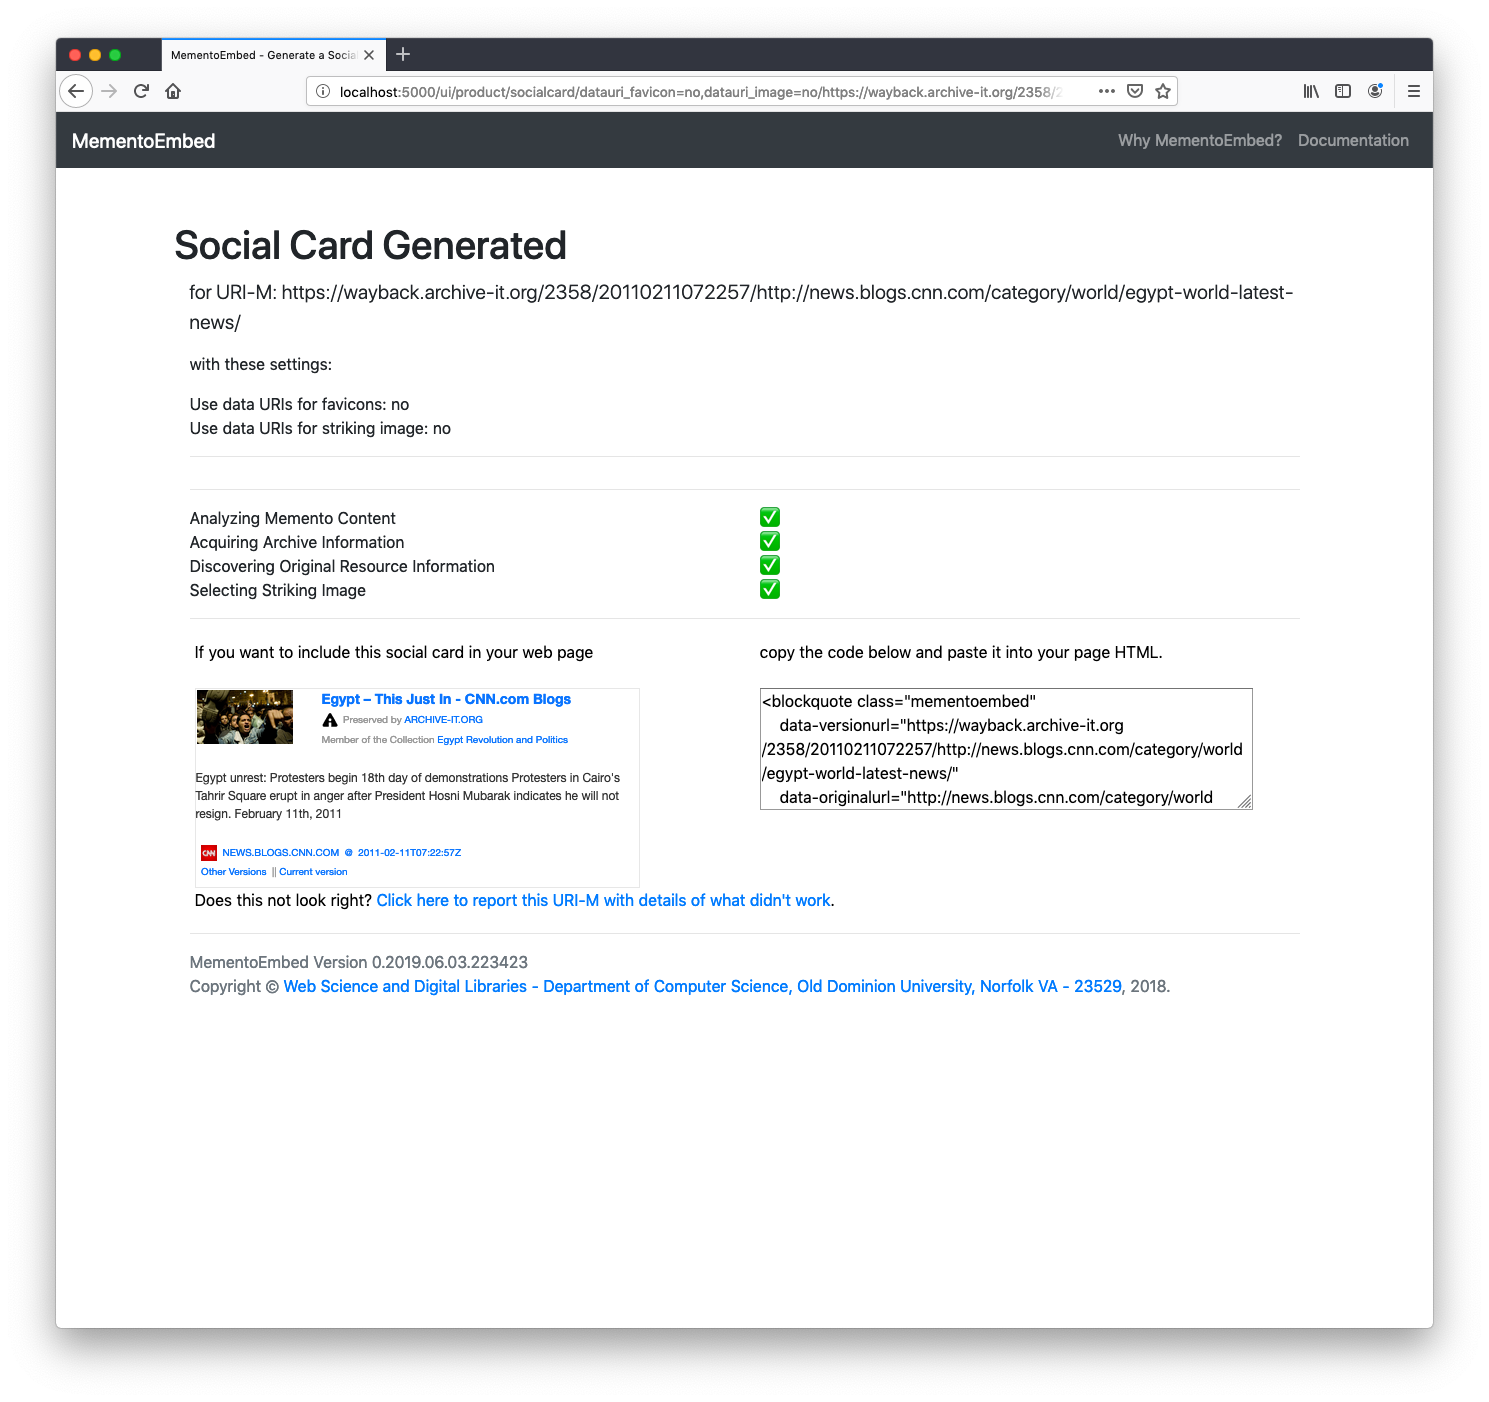 MementoEmbed - Generate a Socia
localhost:5000/ui/product/socialcard/datauri_favicon=no,datauri_image=no/https://wayback.archive-it.org/2358/2
MementoEmbed
Why MementoEmbed? Documentation
Social Card Generated
for URI-M: https://wayback.archive-it.org/2358/20110211072257/http://news.blogs.cnn.com/category/world/egypt-world-latest-
news/
with these settings:
Use data URIs for favicons: no
Use data URIs for striking image: no
Analyzing Memento Content
Acquiring Archive Information
Discovering Original Resource Information
Selecting Striking Image
If you want to include this social card in your web page
copy the code below and paste it into your page HTML.
Egypt – This Just In - CNN.com Blogs
Preserved by ARCHIVE-IT.ORG
Member of the Collection Egypt Revolution and Politics
Egypt unrest: Protesters begin 18th day of demonstrations Protesters in Cairo's
Tahrir Square erupt in anger after President Hosni Mubarak indicates he will not
resign. February 11th, 2011
CNN NEWS.BLOGS.CNN.COM @ 2011-02-11T07:22:57Z
Other Versions || Current version
<blockquote class="mementoembed"
data-versionurl="https://wayback.archive-it.org
/2358/20110211072257/http://news.blogs.cnn.com/category/world
/egypt-world-latest-news/"
data-originalurl="http://news.blogs.cnn.com/category/world
Does this not look right? Click here to report this URI-M with details of what didn't work.
MementoEmbed Version 0.2019.06.03.223423
Copyright © Web Science and Digital Libraries - Department of Computer Science, Old Dominion University, Norfolk VA - 23529, 2018.